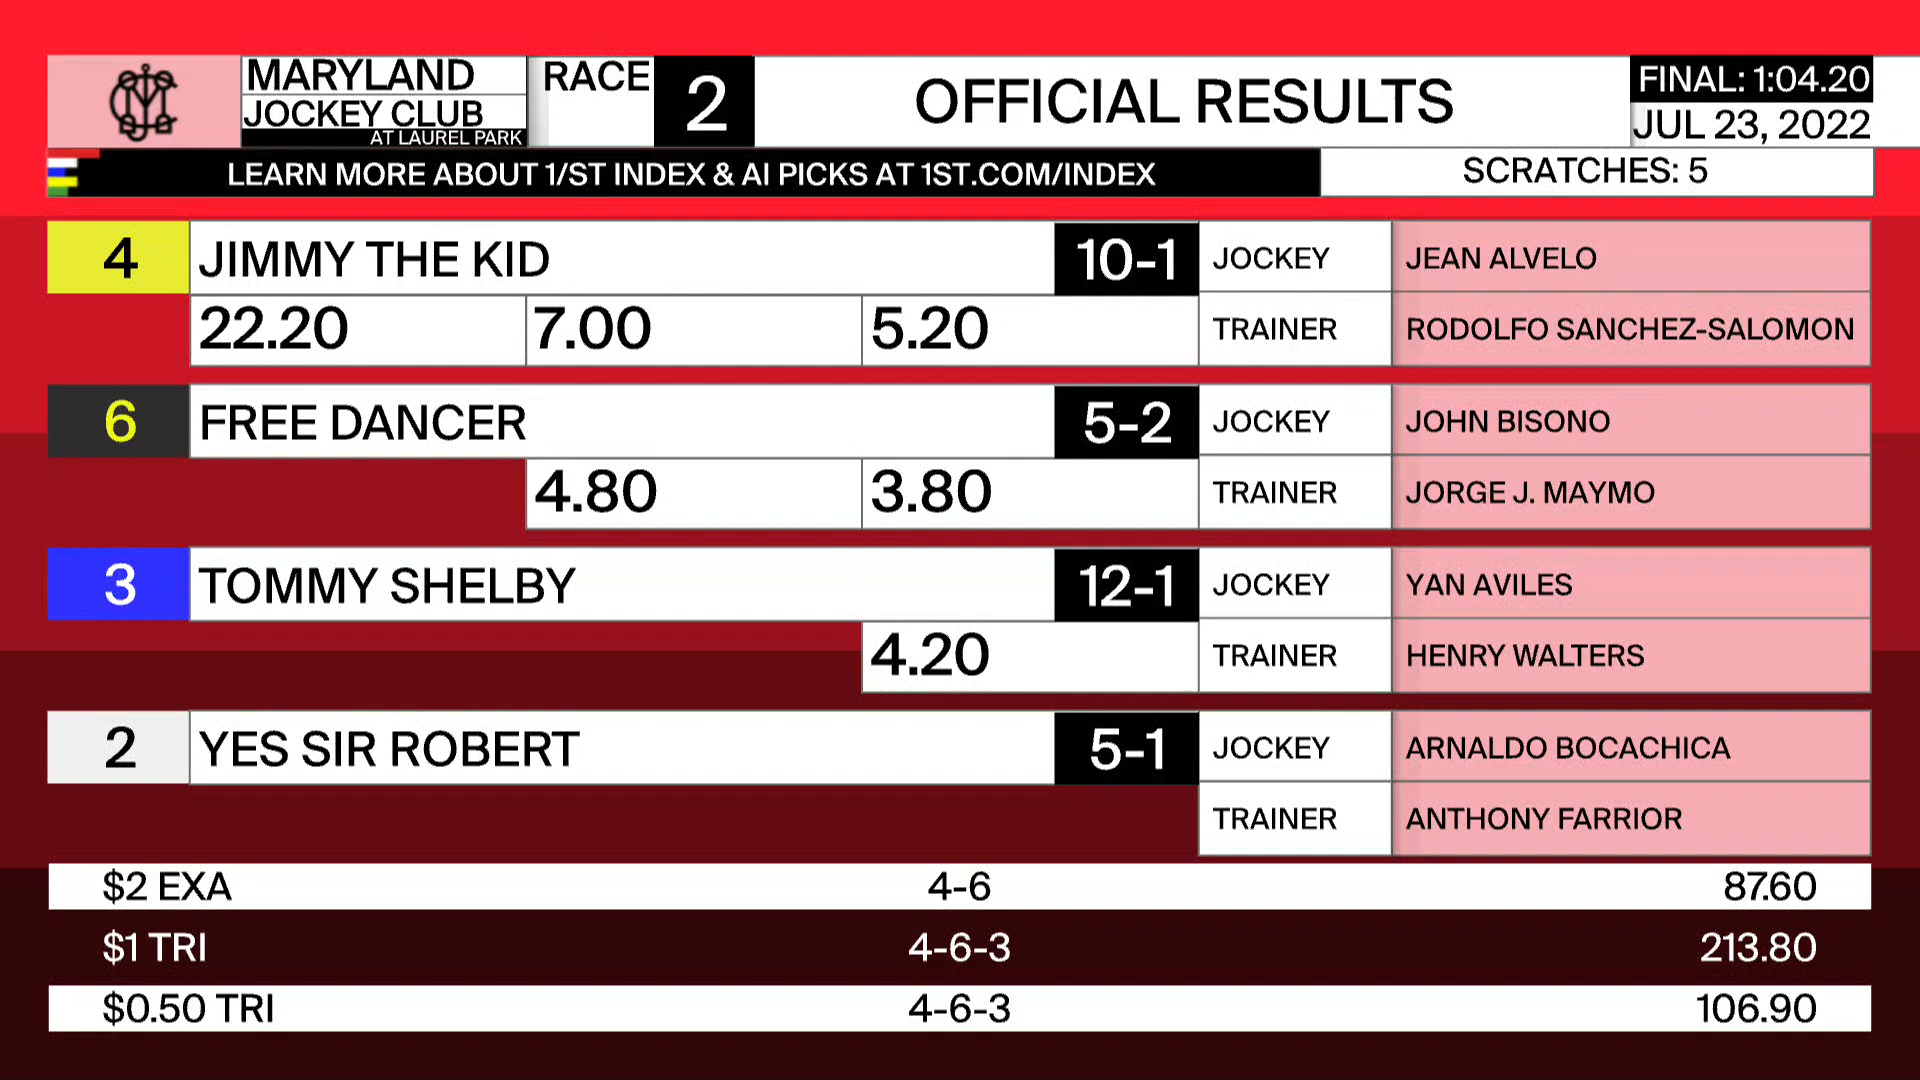 MARYLAND
JOCKEY CLUB
AT LAUREL PARK
RACE 2
OFFICIAL RESULTS
FINAL: 1:04.20
JUL 23, 2022
LEARN MORE ABOUT 1/ST INDEX & AI PICKS AT 1ST.COM/INDEX
SCRATCHES: 5
4 JIMMY THE KID 10-1 JOCKEY JEAN ALVELO
22.20 7.00 5.20 TRAINER RODOLFO SANCHEZ-SALOMON
6 FREE DANCER 5-2 JOCKEY JOHN BISONO
4.80 3.80 TRAINER JORGE J. MAYMO
3 TOMMY SHELBY 12-1 JOCKEY YAN AVILES
4.20 TRAINER HENRY WALTERS
2 YES SIR ROBERT 5-1 JOCKEY ARNALDO BOCACHICA
TRAINER ANTHONY FARRIOR
$2 EXA 4-6 87.60
$1 TRI 4-6-3 213.80
$0.50 TRI 4-6-3 106.90